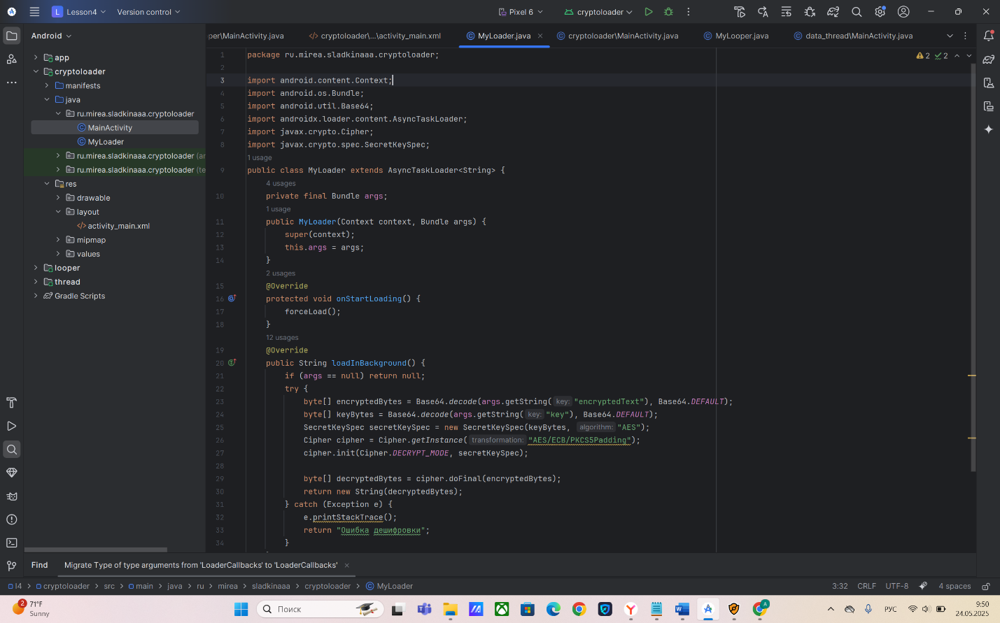 L Lesson4 Version control Pixel 6 cryptoloader
Android
per\MainActivity.java cryptoloader\...\activity_main.xml MyLoader.java cryptoloader\MainActivity.java MyLooper.java data_thread\MainActivity.java
app
cryptoloader
manifests
java
ru.mirea.sladkinaaa.cryptoloader
MainActivity
MyLoader
ru.mirea.sladkinaaa.cryptoloader (ar
ru.mirea.sladkinaaa.cryptoloader (te
res
drawable
layout
activity_main.xml
mipmap
values
looper
thread
Gradle Scripts
2 2
1 package ru.mirea.sladkinaaa.cryptoloader;
2
3 import android.content.Context;
4 import android.os.Bundle;
5 import android.util.Base64;
6 import androidx.loader.content.AsyncTaskLoader;
7 import javax.crypto.Cipher;
8 import javax.crypto.spec.SecretKeySpec;
1 usage
9 public class MyLoader extends AsyncTaskLoader<String> {
4 usages
10 private final Bundle args;
1 usage
11 public MyLoader(Context context, Bundle args) {
12 super(context);
13 this.args = args;
14 }
2 usages
15 @Override
16 protected void onStartLoading() {
17 forceLoad();
18 }
12 usages
19 @Override
20 public String loadInBackground() {
21 if (args == null) return null;
22 try {
23 byte[] encryptedBytes = Base64.decode(args.getString( key: "encryptedText"), Base64.DEFAULT);
24 byte[] keyBytes = Base64.decode(args.getString( key: "key"), Base64.DEFAULT);
25 SecretKeySpec secretKeySpec = new SecretKeySpec(keyBytes, algorithm: "AES");
26 Cipher cipher = Cipher.getInstance( transformation: "AES/ECB/PKCS5Padding");
27 cipher.init(Cipher.DECRYPT_MODE, secretKeySpec);
28
29 byte[] decryptedBytes = cipher.doFinal(encryptedBytes);
30 return new String(decryptedBytes);
31 } catch (Exception e) {
32 e.printStackTrace();
33 return "Ошибка дешифровки";
34 }
Find Migrate Type of type arguments from 'LoaderCallbacks' to 'LoaderCallbacks'
l4 cryptoloader src main java ru mirea sladkinaaa cryptoloader MyLoader 3:32 CRLF UTF-8 4 spaces
2 71°F
Sunny
Поиск
РУС
9:50
24.05.2025